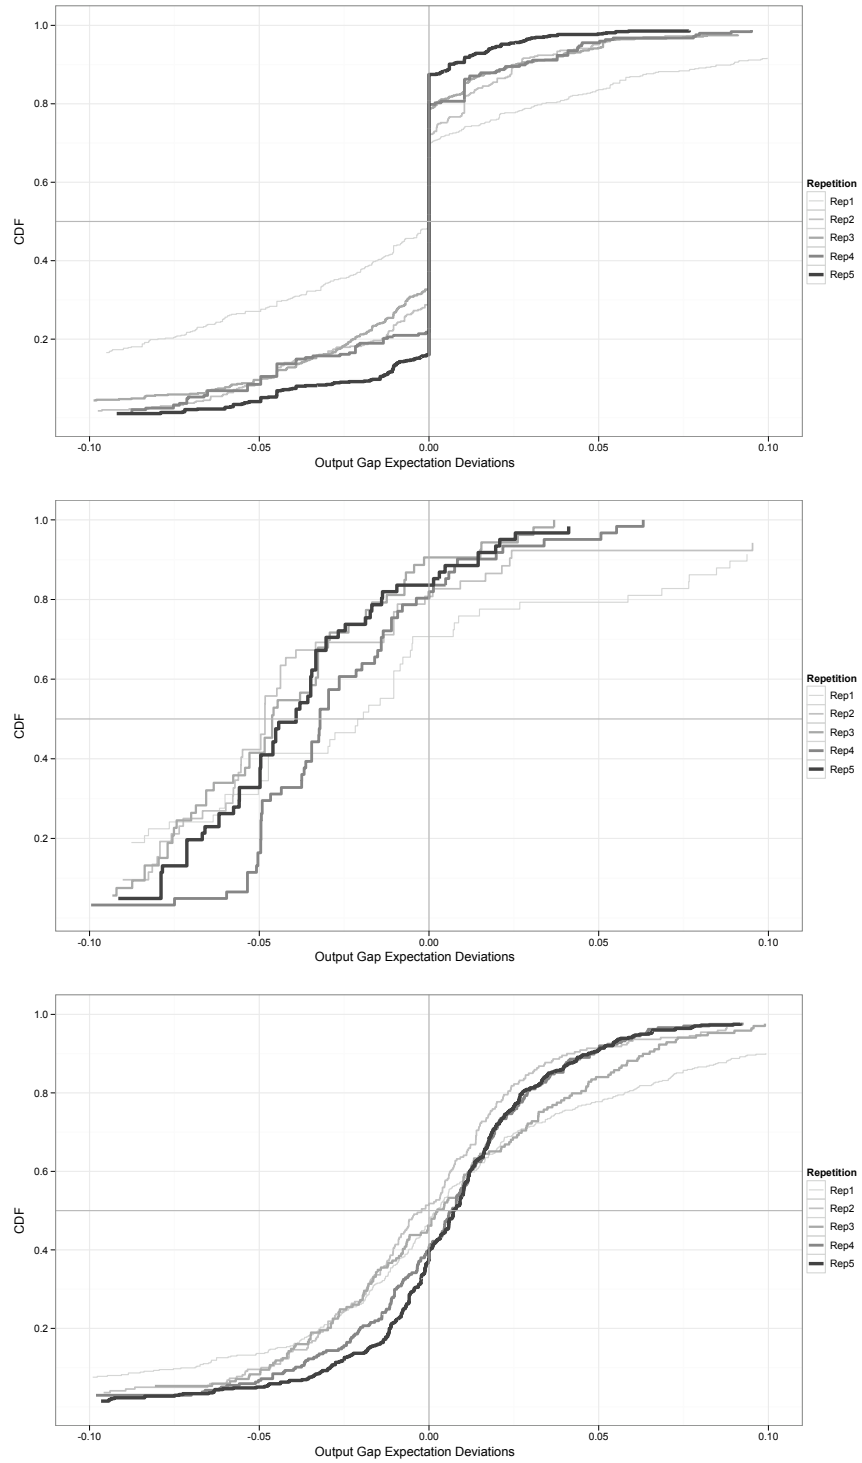 1.0
0.8
0.6
0.4
0.2
CDF
-0.10
-0.05
0.00
0.05
0.10
Output Gap Expectation Deviations
Repetition
Rep1
Rep2
Rep3
Rep4
Rep5
1.0
0.8
0.6
0.4
0.2
CDF
-0.10
-0.05
0.00
0.05
0.10
Output Gap Expectation Deviations
Repetition
Rep1
Rep2
Rep3
Rep4
Rep5
1.0
0.8
0.6
0.4
0.2
CDF
-0.10
-0.05
0.00
0.05
0.10
Output Gap Expectation Deviations
Repetition
Rep1
Rep2
Rep3
Rep4
Rep5